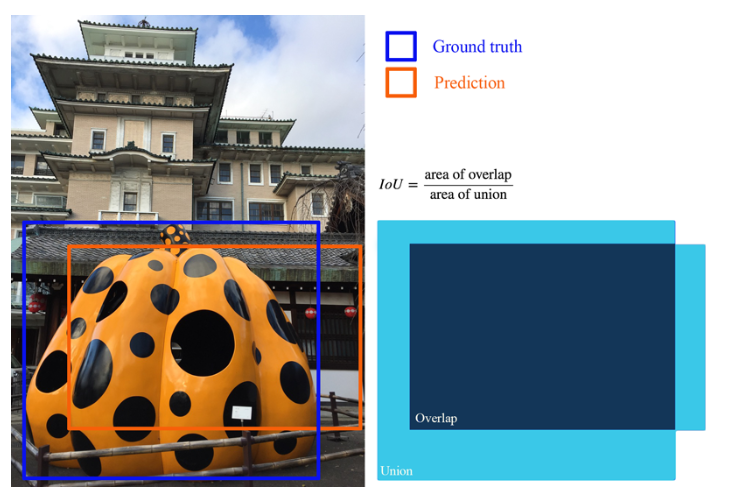 Ground truth
Prediction
IoU = area of overlap / area of union
Overlap
Union